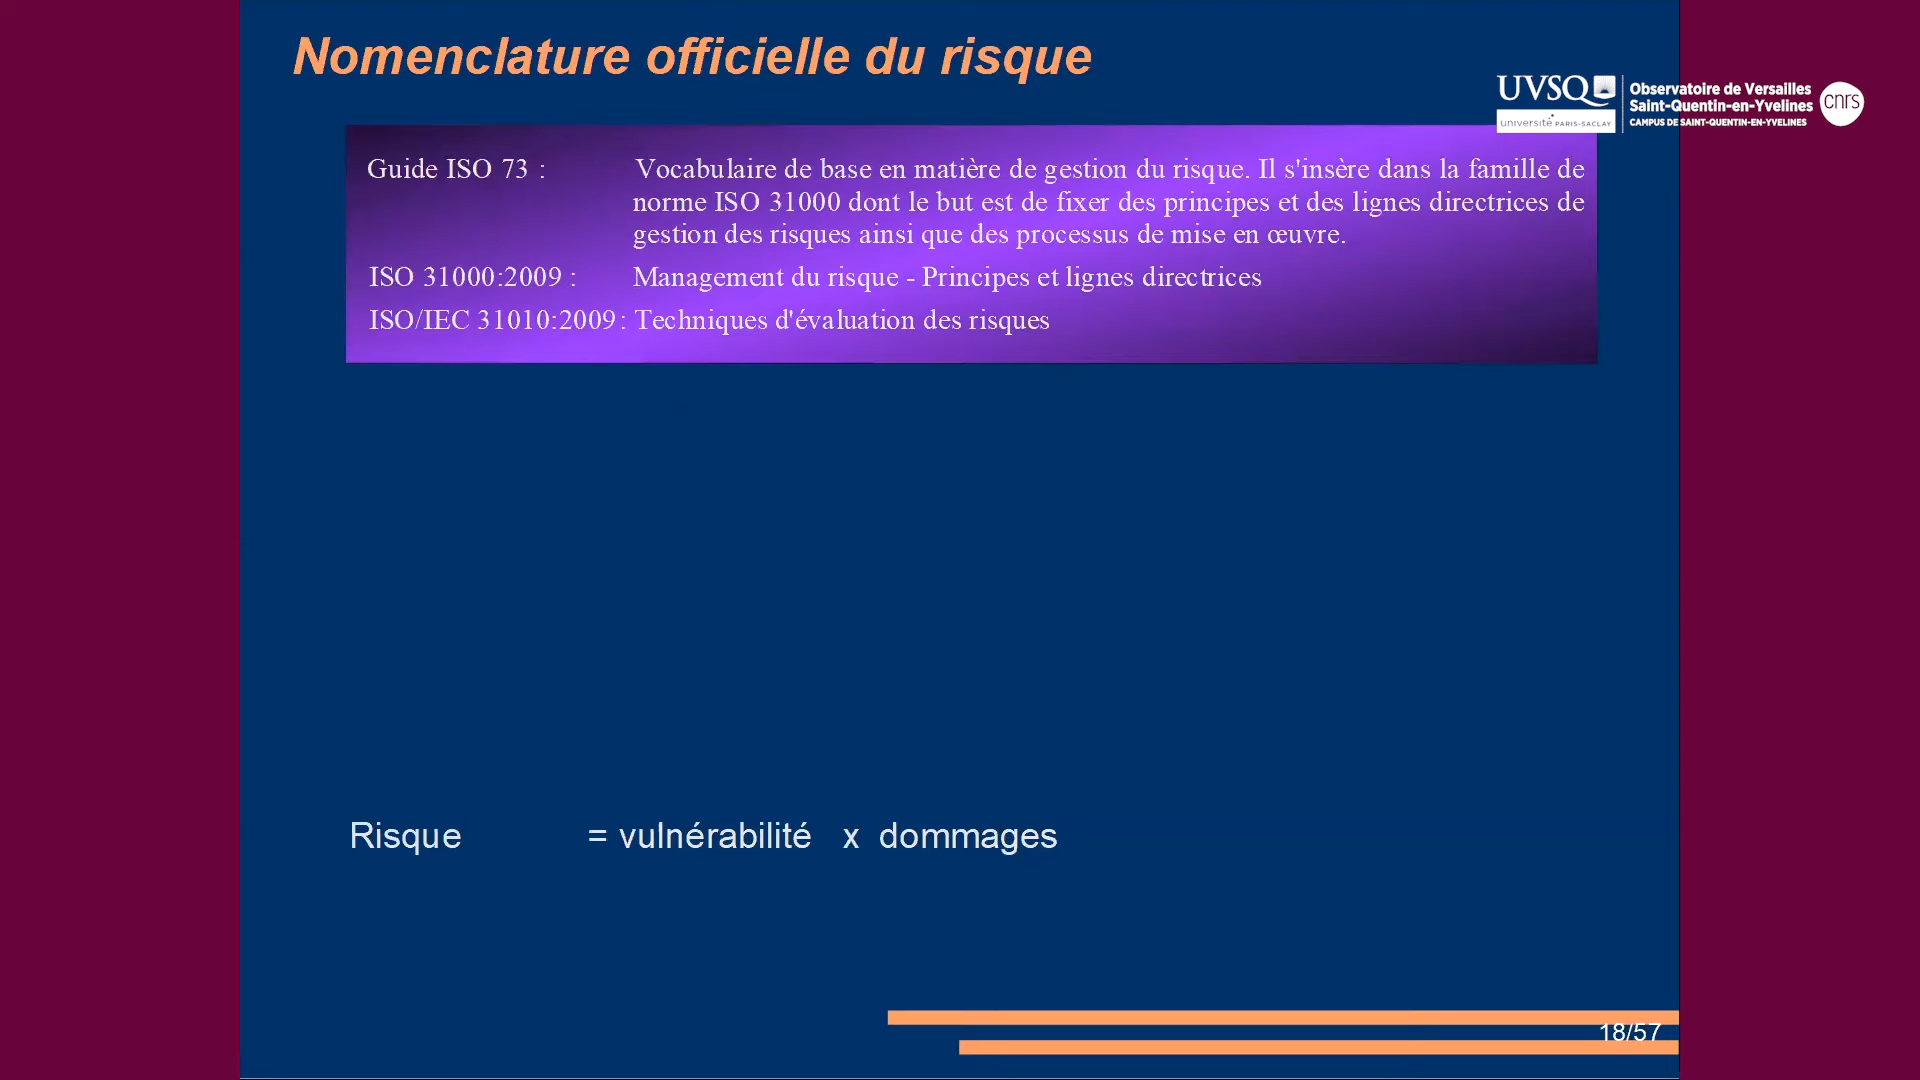 Nomenclature officielle du risque
UVSQ
université PARIS-SACLAY
Observatoire de Versailles
Saint-Quentin-en-Yvelines
CAMPUS DE SAINT-QUENTIN-EN-YVELINES
cnrs
Guide ISO 73 : Vocabulaire de base en matière de gestion du risque. Il s'insère dans la famille de
norme ISO 31000 dont le but est de fixer des principes et des lignes directrices de
gestion des risques ainsi que des processus de mise en œuvre.
ISO 31000:2009 : Management du risque - Principes et lignes directrices
ISO/IEC 31010:2009 : Techniques d'évaluation des risques
Risque = vulnérabilité x dommages
18/57